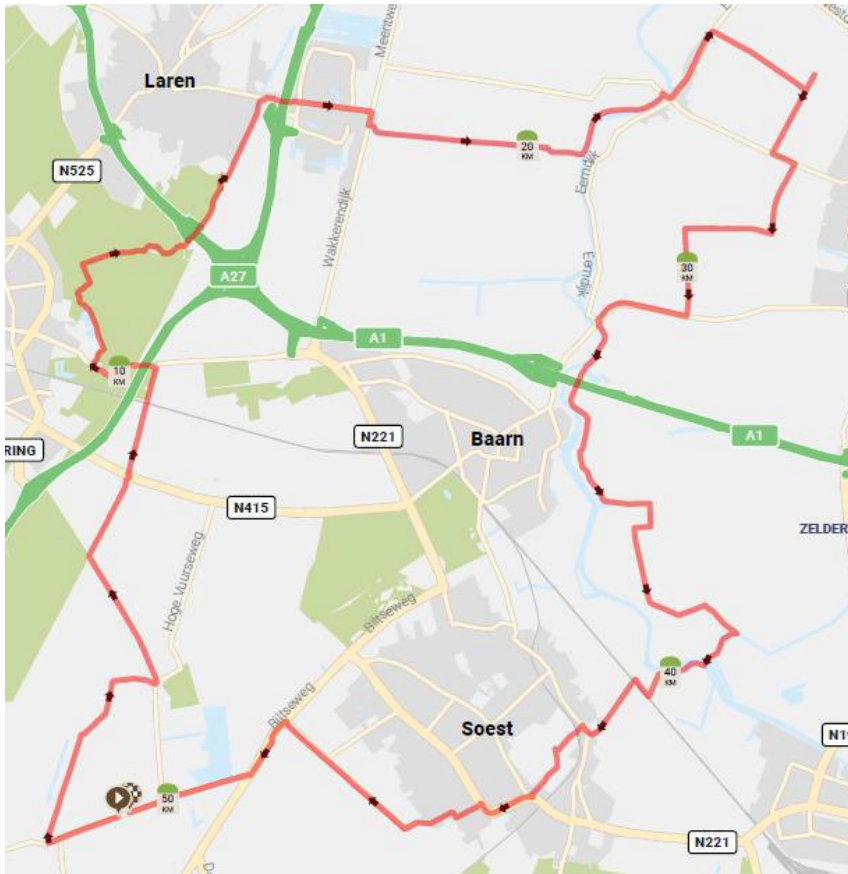 Meentweg
Laren
20
KM
N525
Eemdijk
Wakkerendijk
A27
Eemdijk
30
KM
A1
10
KM
Baarn
N221
A1
RING
N415
ZELDER
Hoge Vuurseweg
Biltseweg
40
KM
Soest
Biltseweg
N19
50
KM
N221